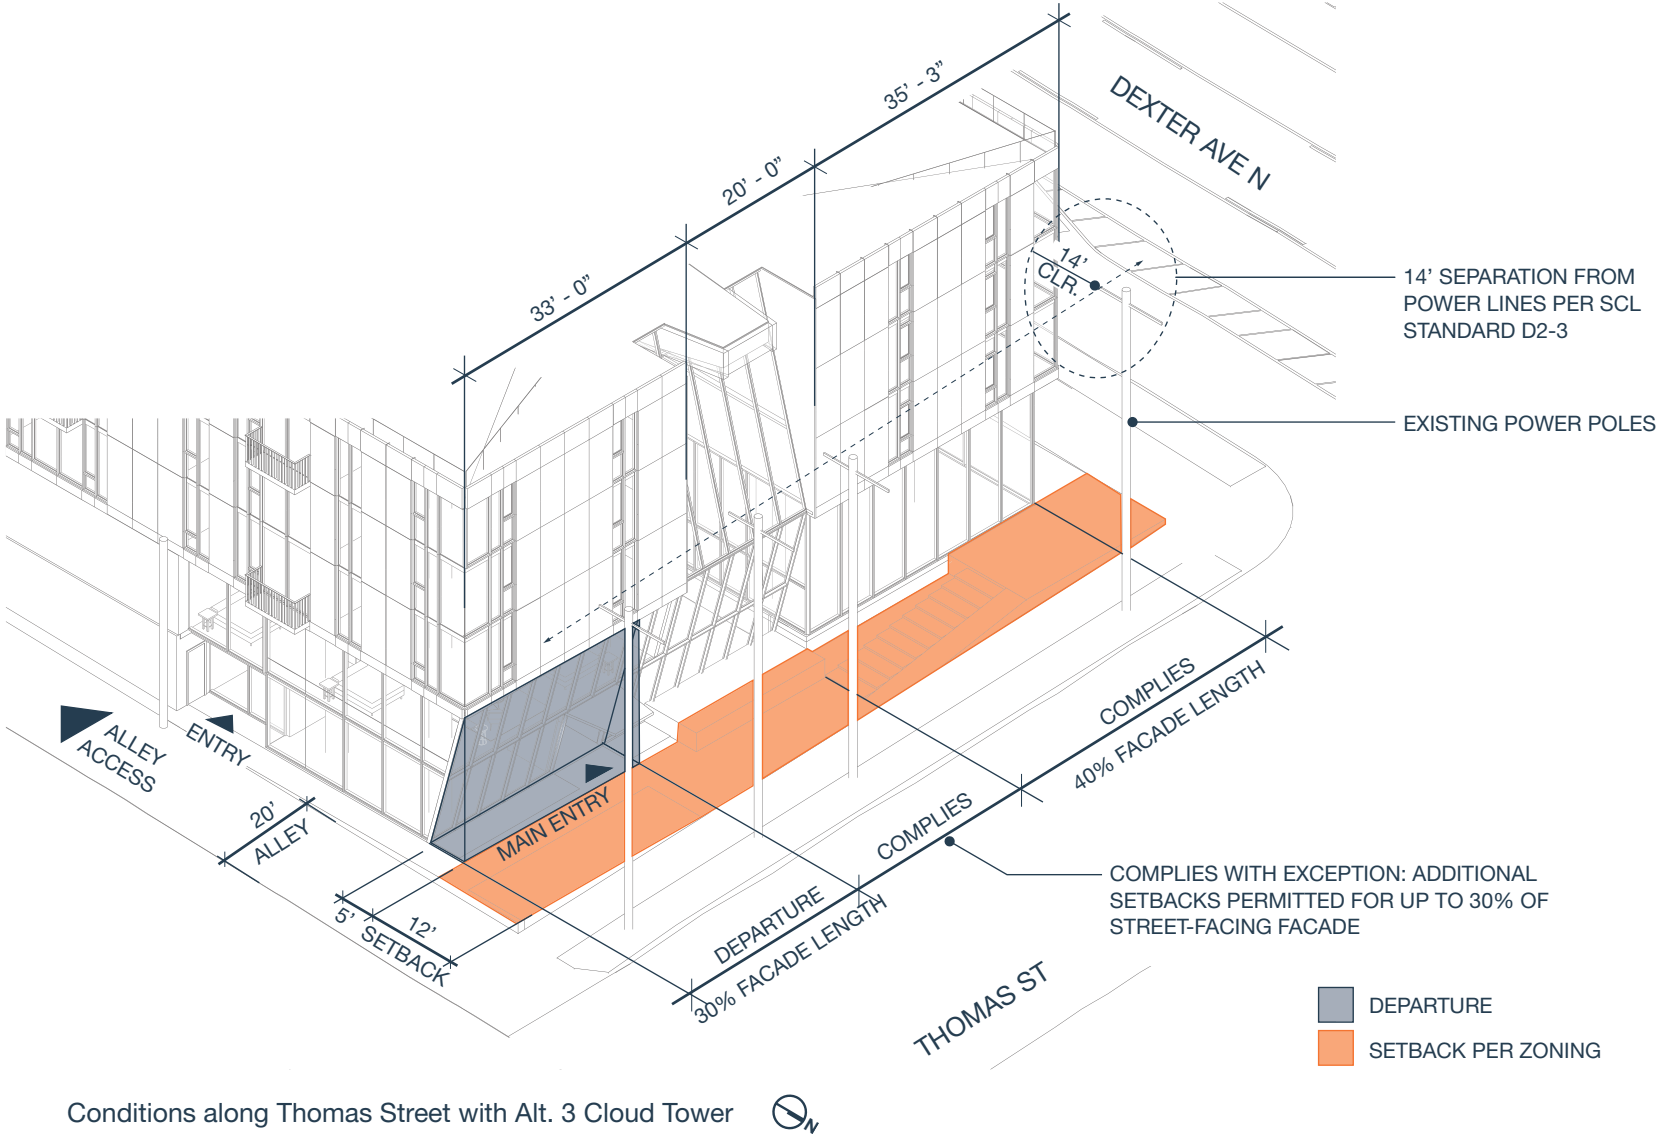 35’ - 3”
20’ - 0”
33’ - 0”
DEXTER AVE N
14’
CLR.
14’ SEPARATION FROM
POWER LINES PER SCL
STANDARD D2-3
EXISTING POWER POLES
ALLEY
ACCESS
ENTRY
MAIN ENTRY
20’
ALLEY
5’
12’
SETBACK
COMPLIES
40% FACADE LENGTH
COMPLIES
DEPARTURE
30% FACADE LENGTH
COMPLIES WITH EXCEPTION: ADDITIONAL
SETBACKS PERMITTED FOR UP TO 30% OF
STREET-FACING FACADE
THOMAS ST
DEPARTURE
SETBACK PER ZONING
Conditions along Thomas Street with Alt. 3 Cloud Tower
N